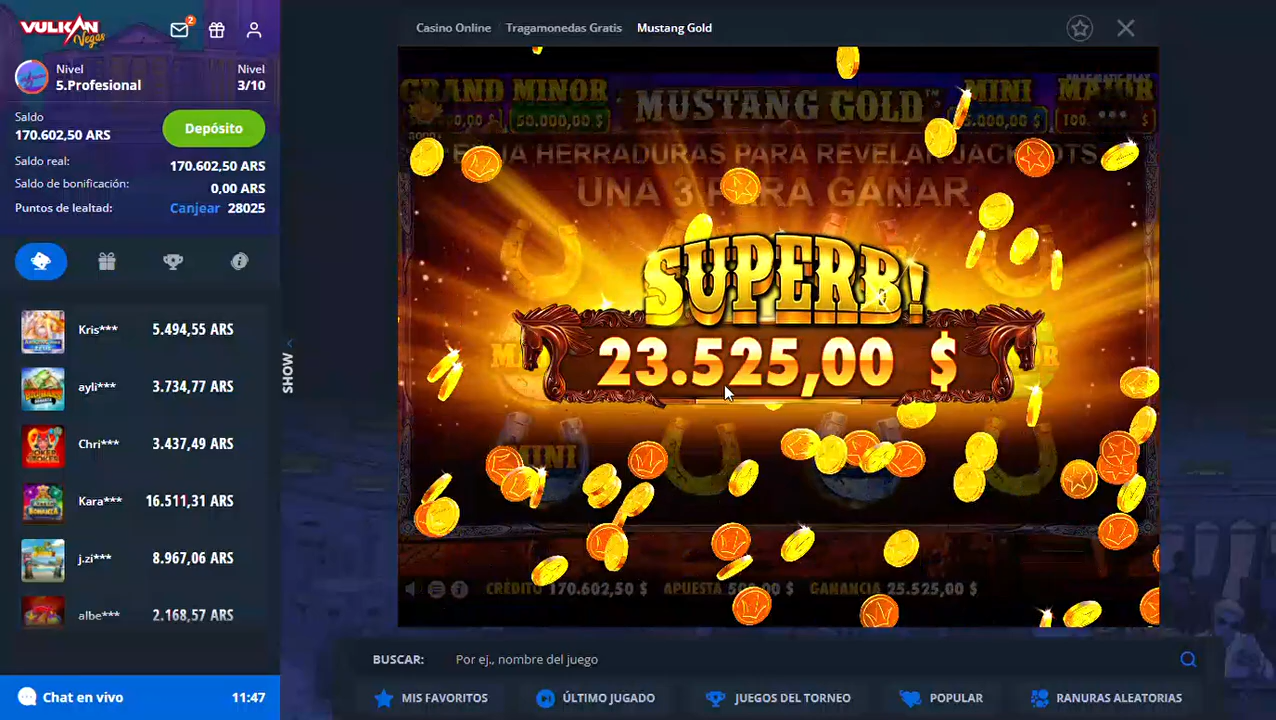 VULKAN
Vegas
2
Nivel
5.Profesional
Nivel
3/10
Saldo
170.602,50 ARS
Depósito
Saldo real:
170.602,50 ARS
Saldo de bonificación:
0,00 ARS
Puntos de lealtad:
Canjear 28025
Kris*** 5.494,55 ARS
ayli*** 3.734,77 ARS
Chri*** 3.437,49 ARS
Kara*** 16.511,31 ARS
j.zi*** 8.967,06 ARS
albe*** 2.168,57 ARS
Chat en vivo 11:47
SHOW
Casino Online Tragamonedas Gratis Mustang Gold
GRAND MINOR MUSTANG GOLD™ MINI MAJOR
50.000,00 $
HERRADURAS PARA REVELAR
UNA 3 PARA GANAR
SUPERB!
23.525,00 $
MINI
CRÉDITO 170.602,50 $ APUESTA 500,00 $ GANANCIA 25.525,00 $
BUSCAR: Por ej., nombre del juego
MIS FAVORITOS ÚLTIMO JUGADO JUEGOS DEL TORNEO POPULAR RANURAS ALEATORIAS